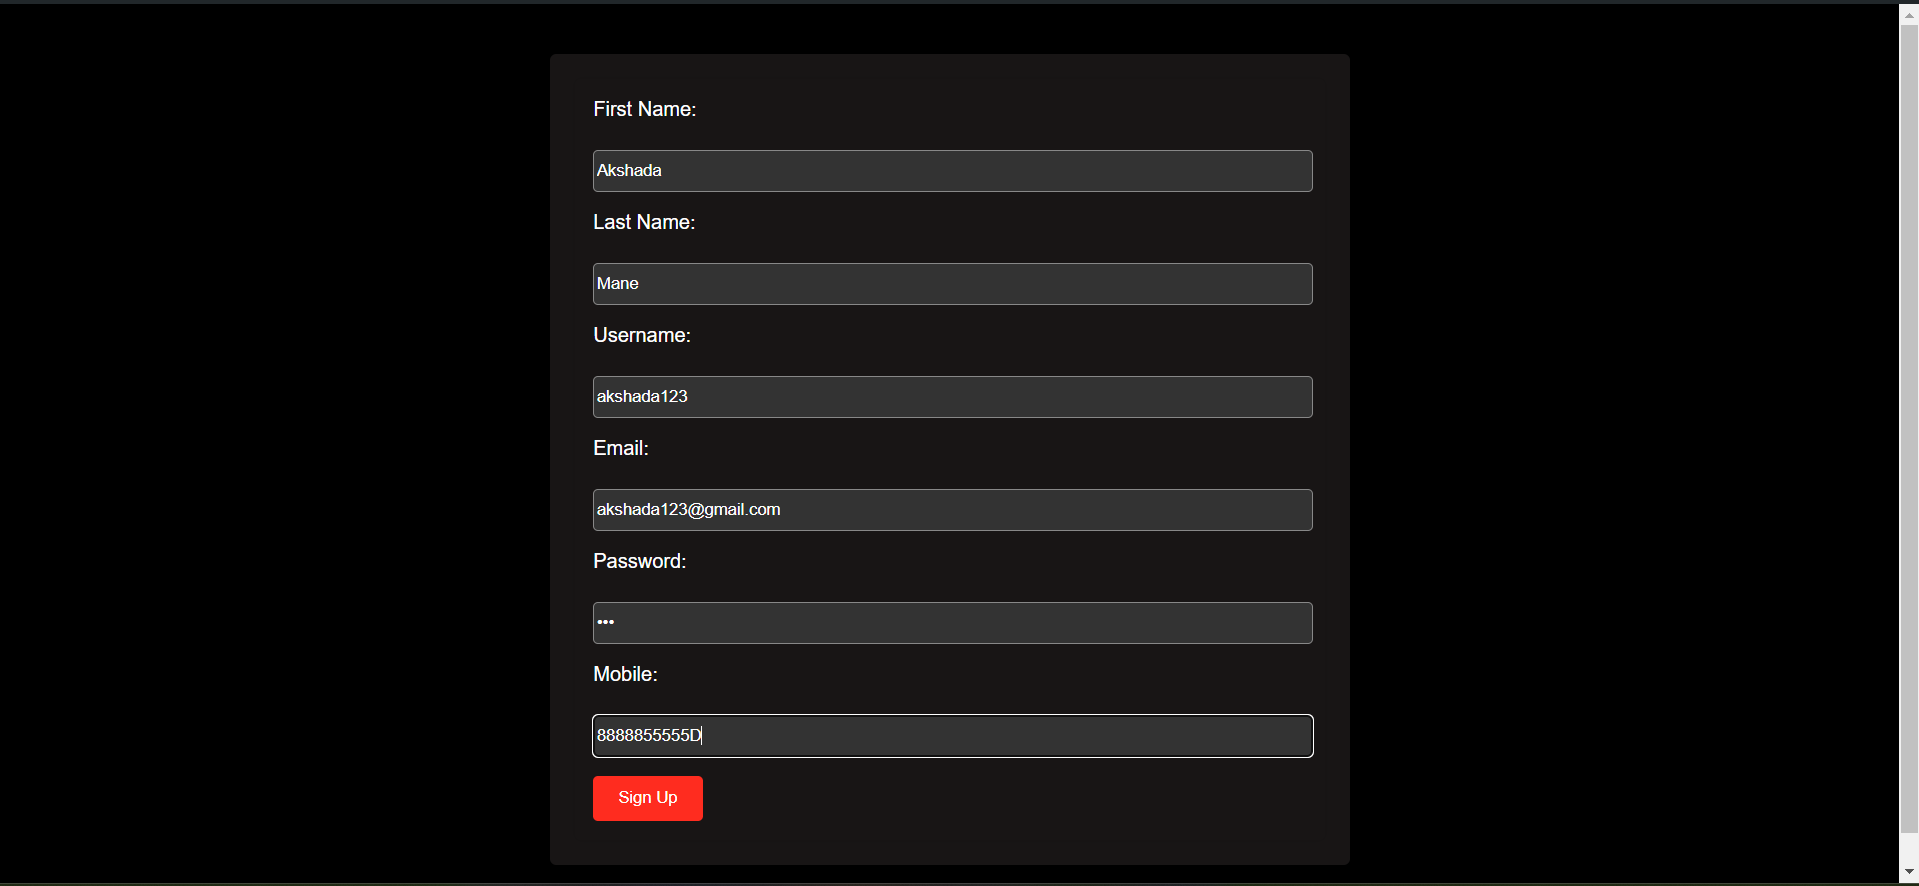 First Name:
Akshada
Last Name:
Mane
Username:
akshada123
Email:
akshada123@gmail.com
Password:
•••
Mobile:
8888855555D
Sign Up